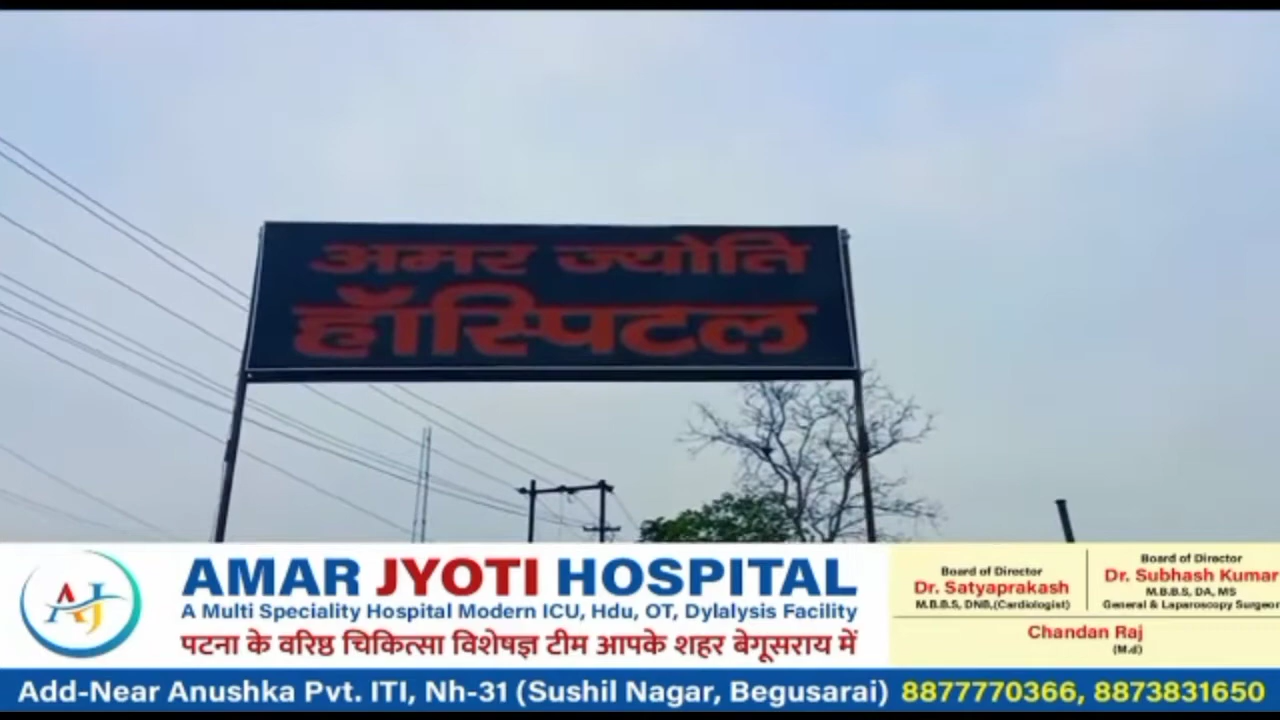 अमर ज्योति
हॉस्पिटल
AJ
AMAR JYOTI HOSPITAL
A Multi Speciality Hospital Modern ICU, Hdu, OT, Dylalysis Facility
पटना के वरिष्ठ चिकित्सा विशेषज्ञ टीम आपके शहर बेगूसराय में
Board of Director
Dr. Satyaprakash
M.B.B.S, DNB,(Cardiologist)
Board of Director
Dr. Subhash Kumar
M.B.B.S, DA, MS
General & Laparoscopy Surgeon
Chandan Raj
(M.d)
Add-Near Anushka Pvt. ITI, Nh-31 (Sushil Nagar, Begusarai) 8877770366, 8873831650